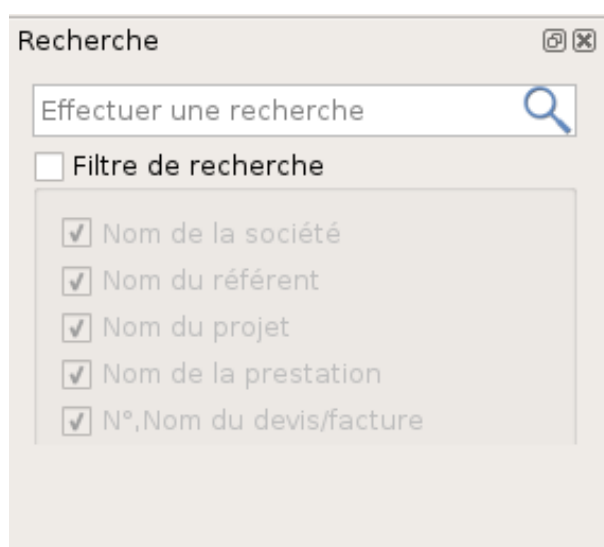 Recherche
Effectuer une recherche
Filtre de recherche
Nom de la société
Nom du référent
Nom du projet
Nom de la prestation
N°,Nom du devis/facture